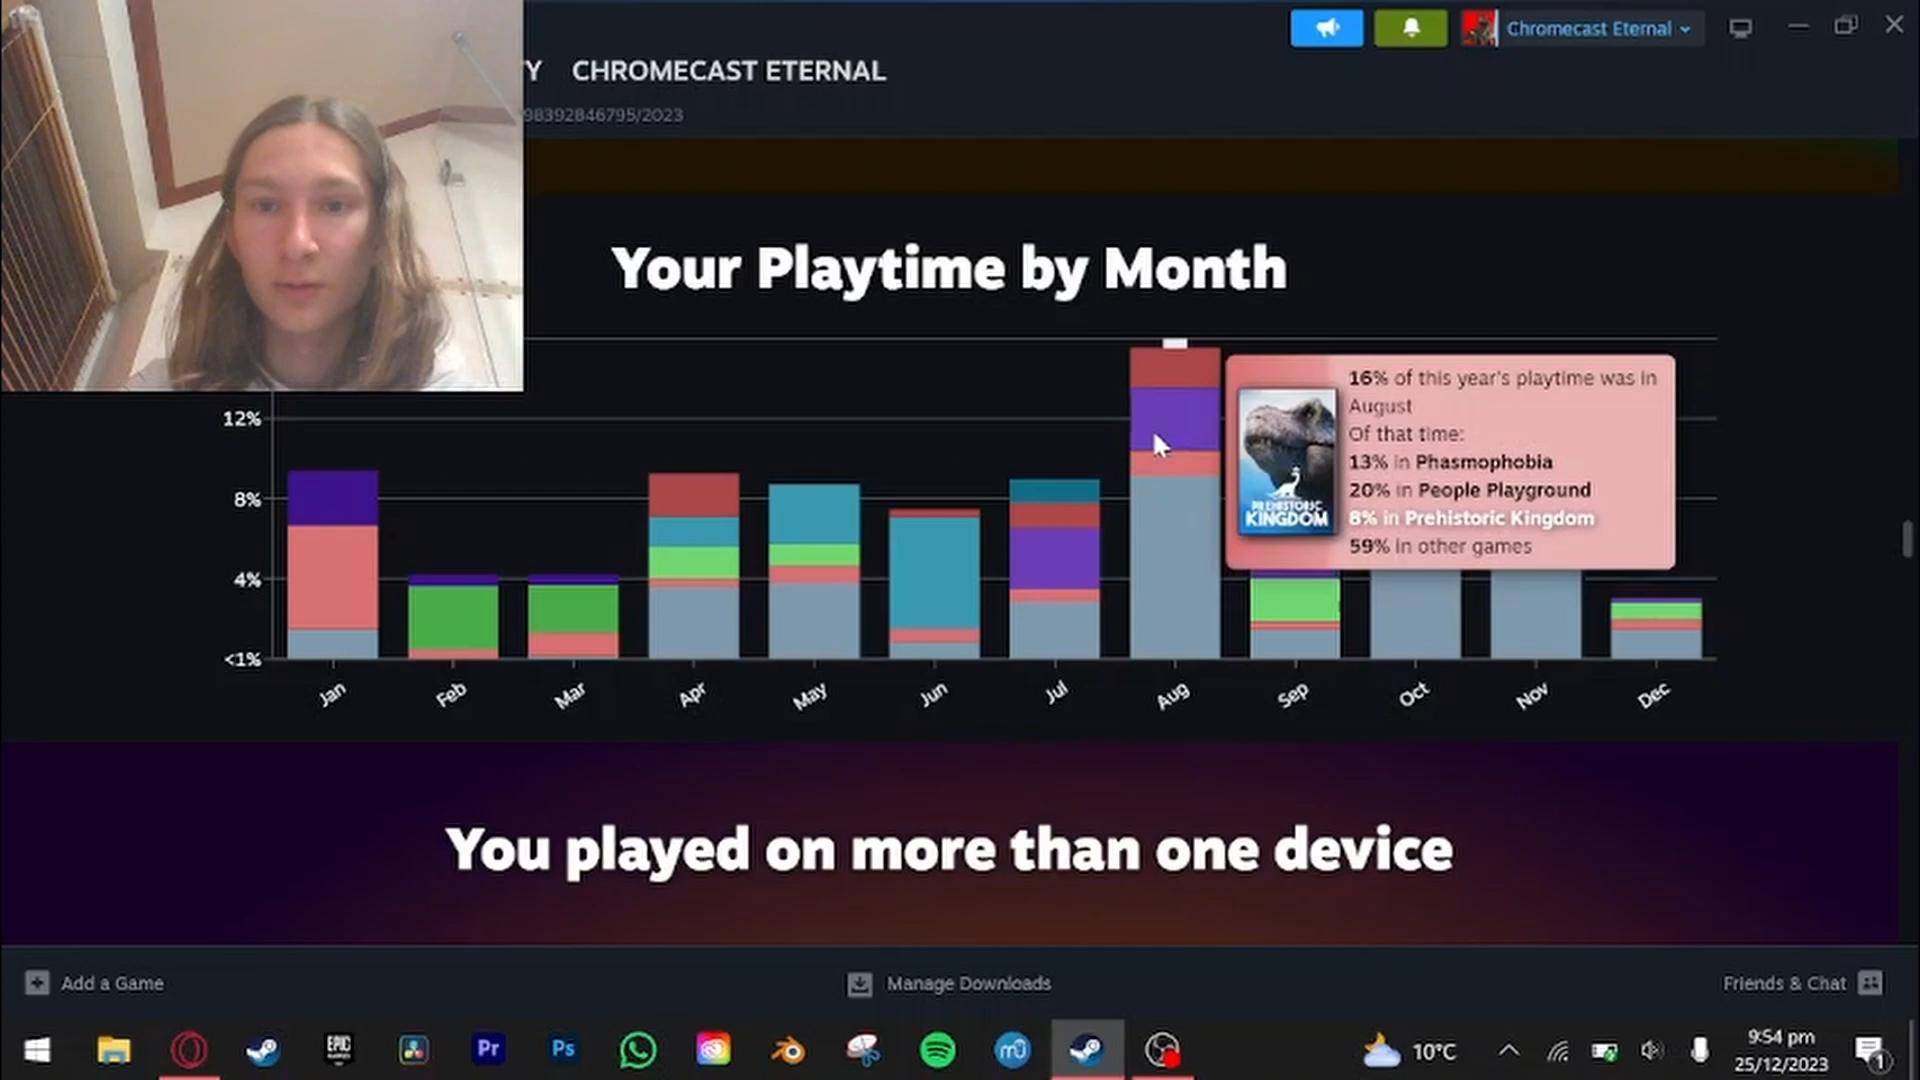 Chromecast Eternal
Y CHROMECAST ETERNAL
98392846795/2023
Your Playtime by Month
12%
8%
4%
<1%
16% of this year's playtime was in
August
Of that time:
13% in Phasmophobia
20% in People Playground
8% in Prehistoric Kingdom
59% in other games
PREHISTORIC
KINGDOM
Jan Feb Mar Apr May Jun Jul Aug Sep Oct Nov Dec
You played on more than one device
Add a Game
Manage Downloads
Friends & Chat
EPIC
Pr
Ps
10°C
9:54 pm
25/12/2023
1